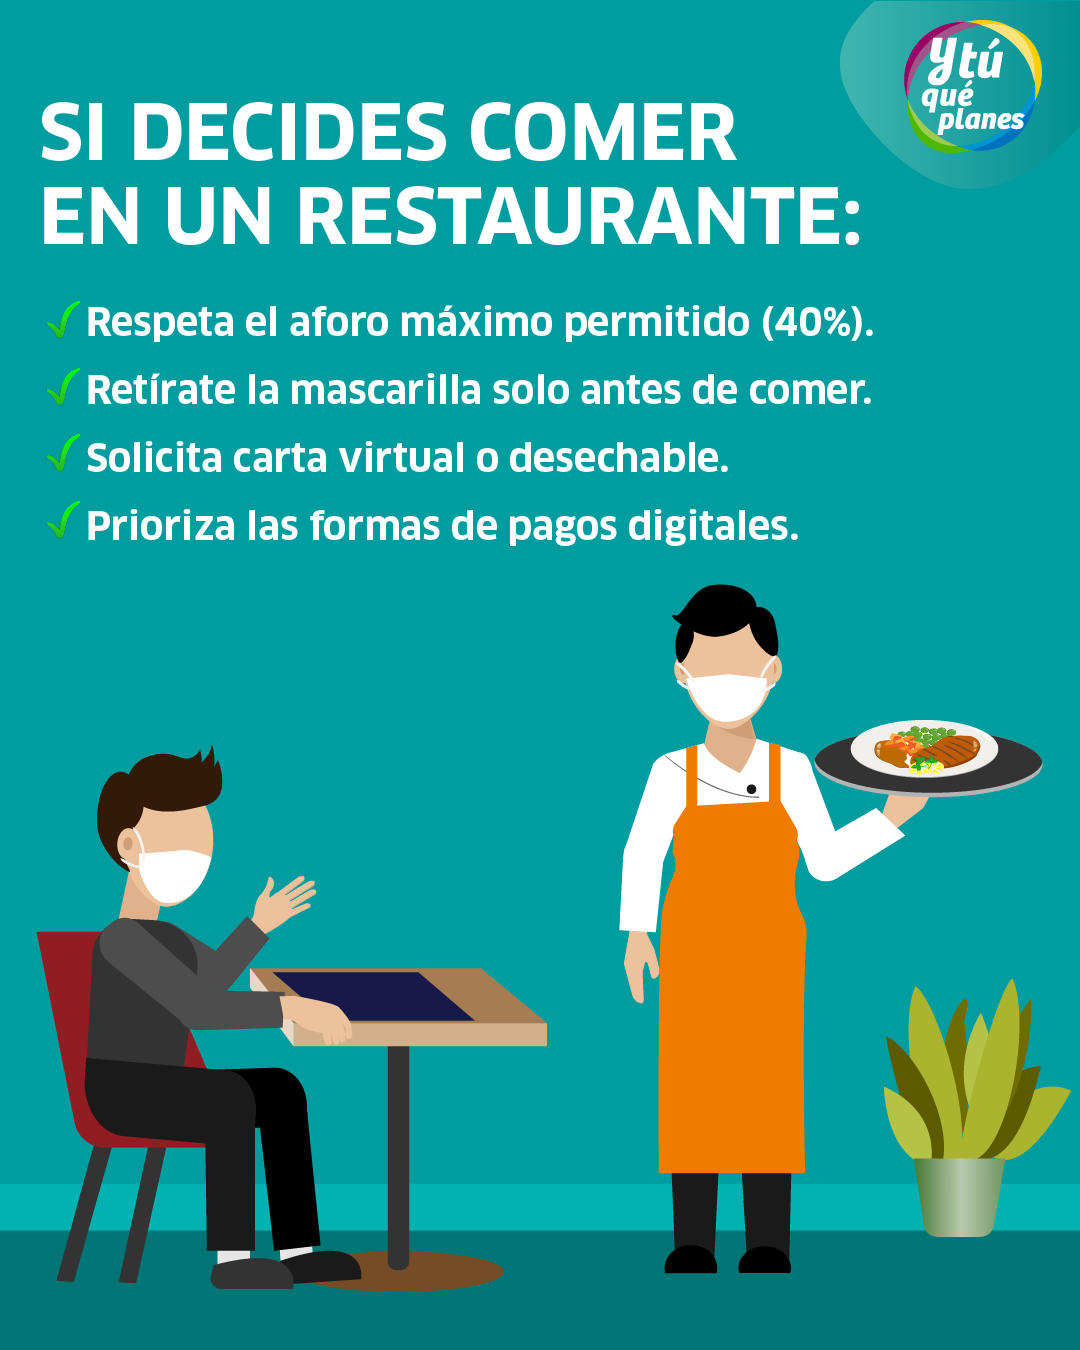 Y tú
qué
planes
SI DECIDES COMER
EN UN RESTAURANTE:
Respeta el aforo máximo permitido (40%).
Retírate la mascarilla solo antes de comer.
Solicita carta virtual o desechable.
Prioriza las formas de pagos digitales.